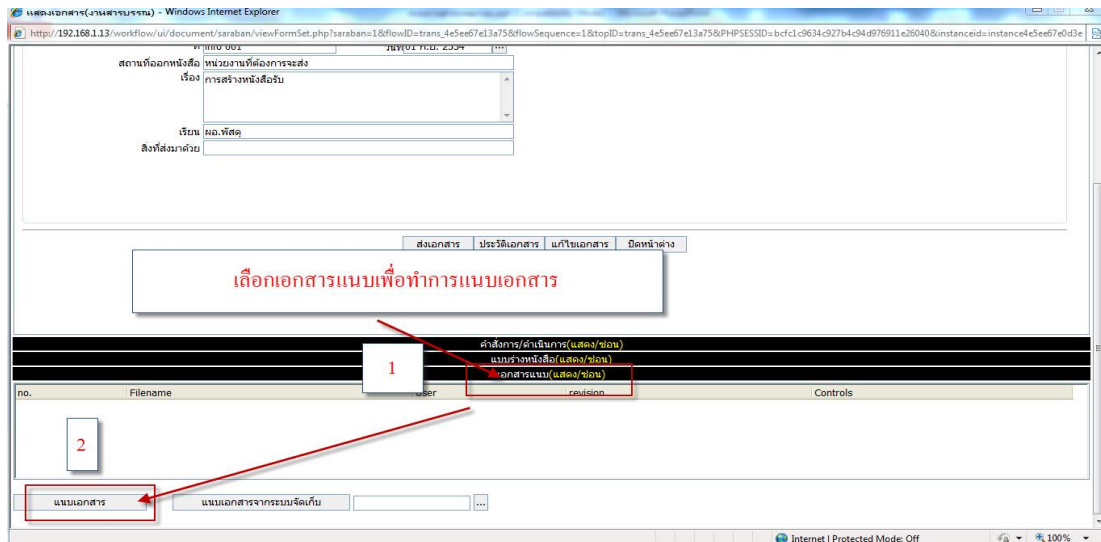 แสดงเอกสาร(งานสารบรรณ) - Windows Internet Explorer
http://192.168.1.13/workflow/ui/document/saraban/viewFormSet.php?saraban=1&flowID=trans_4e5ee67e13a75&flowSequence=1&topID=trans_4e5ee67e13a75&PHPSESSID=bcfc1c9634c927b4c94d976911e26040&instanceid=instance4e5ee67e0d3e
ที่ info 001 วันที่ 01 ก.ย. 2554 ...
สถานที่ออกหนังสือ หน่วยงานที่ต้องการจะส่ง
เรื่อง การสร้างหนังสือรับ
เรียน ผอ.พัสดุ
สิ่งที่ส่งมาด้วย
ส่งเอกสาร ประวัติเอกสาร แก้ไขเอกสาร ปิดหน้าต่าง
เลือกเอกสารแนบเพื่อทำการแนบเอกสาร
คำสั่งการ/ดำเนินการ(แสดง/ซ่อน)
แบบร่างหนังสือ(แสดง/ซ่อน)
1
เอกสารแนบ(แสดง/ซ่อน)
no. Filename User revision Controls
2
แนบเอกสาร แนบเอกสารจากระบบจัดเก็บ ...
Internet | Protected Mode: Off 100%